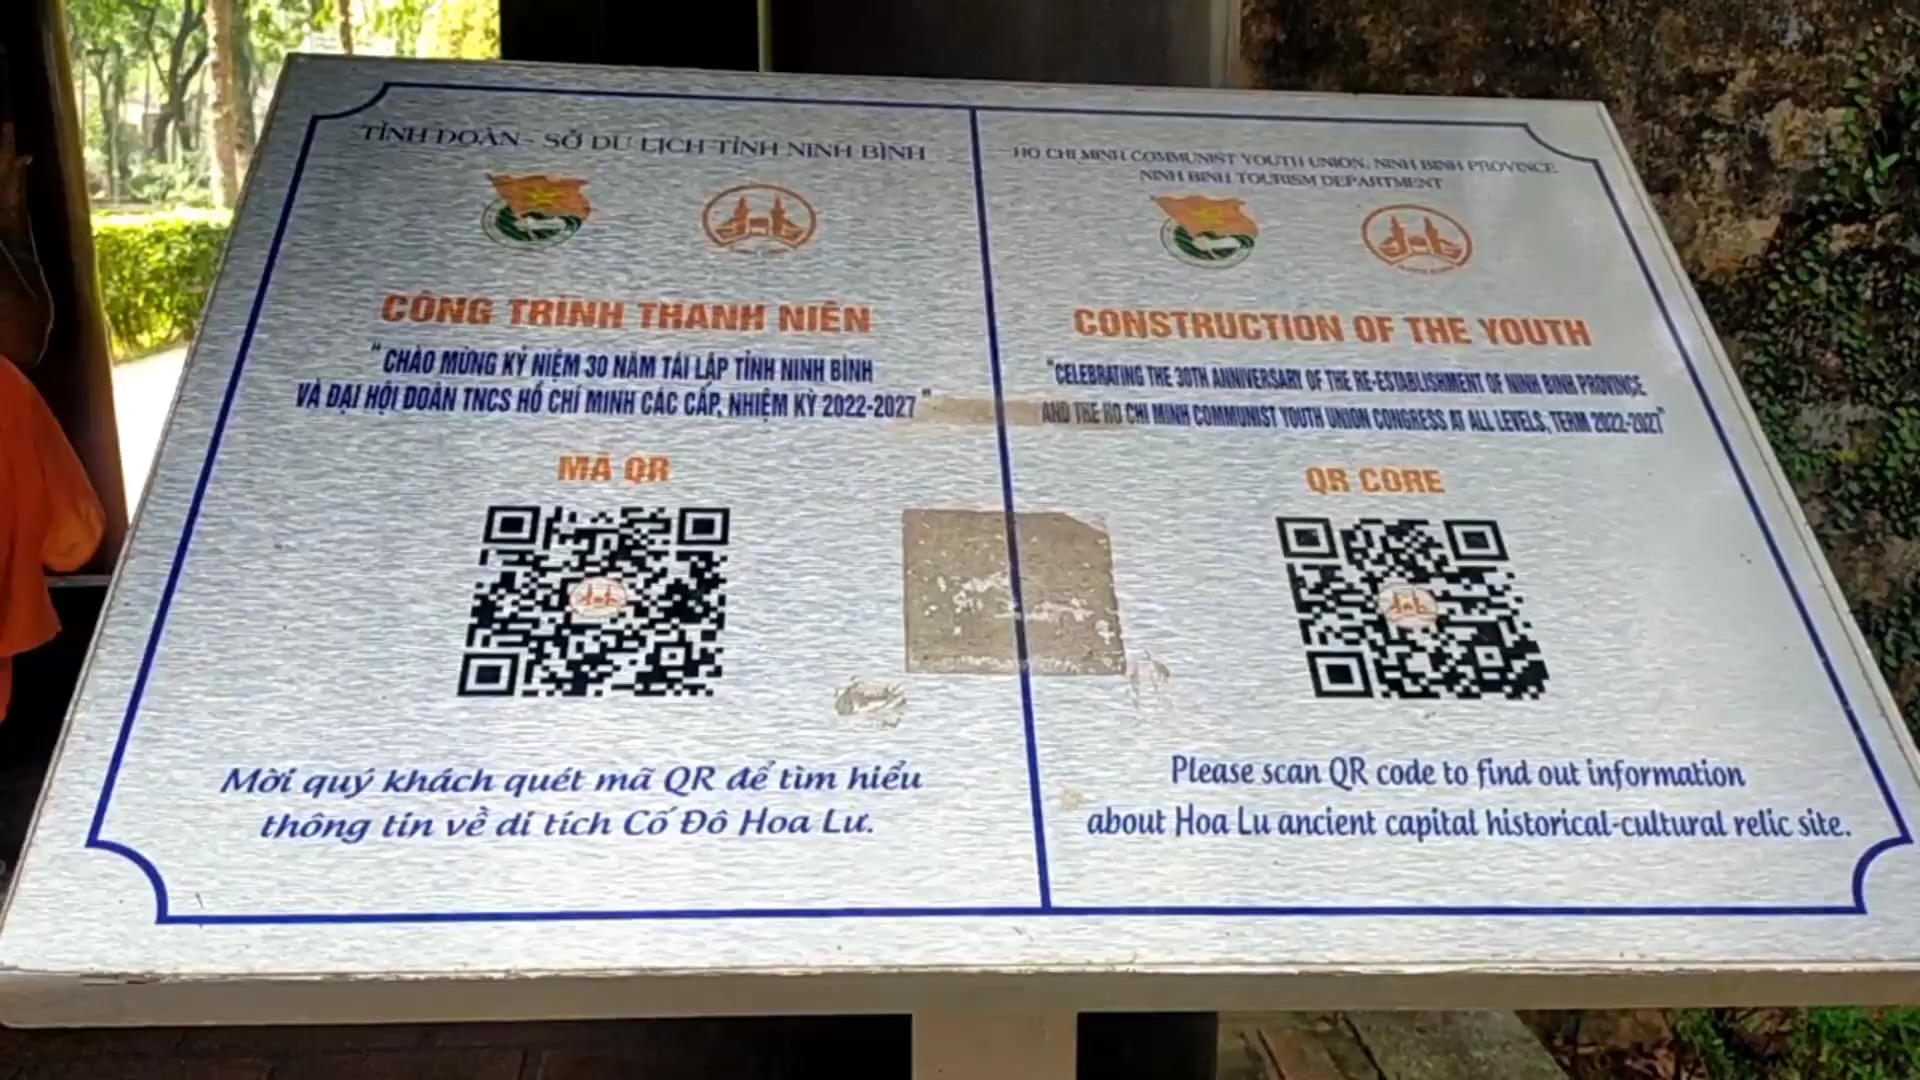 TỈNH ĐOÀN - SỞ DU LỊCH TỈNH NINH BÌNH
CÔNG TRÌNH THANH NIÊN
"CHÀO MỪNG KỶ NIỆM 30 NĂM TÁI LẬP TỈNH NINH BÌNH
VÀ ĐẠI HỘI ĐOÀN TNCS HỒ CHÍ MINH CÁC CẤP, NHIỆM KỲ 2022-2027"
MÃ QR
Mời quý khách quét mã QR để tìm hiểu
thông tin về di tích Cố Đô Hoa Lư.
HO CHI MINH COMMUNIST YOUTH UNION, NINH BINH PROVINCE
NINH BINH TOURISM DEPARTMENT
CONSTRUCTION OF THE YOUTH
"CELEBRATING THE 30TH ANNIVERSARY OF THE RE-ESTABLISHMENT OF NINH BINH PROVINCE
AND THE HO CHI MINH COMMUNIST YOUTH UNION CONGRESS AT ALL LEVELS, TERM 2022-2027"
QR CORE
Please scan QR code to find out information
about Hoa Lu ancient capital historical-cultural relic site.